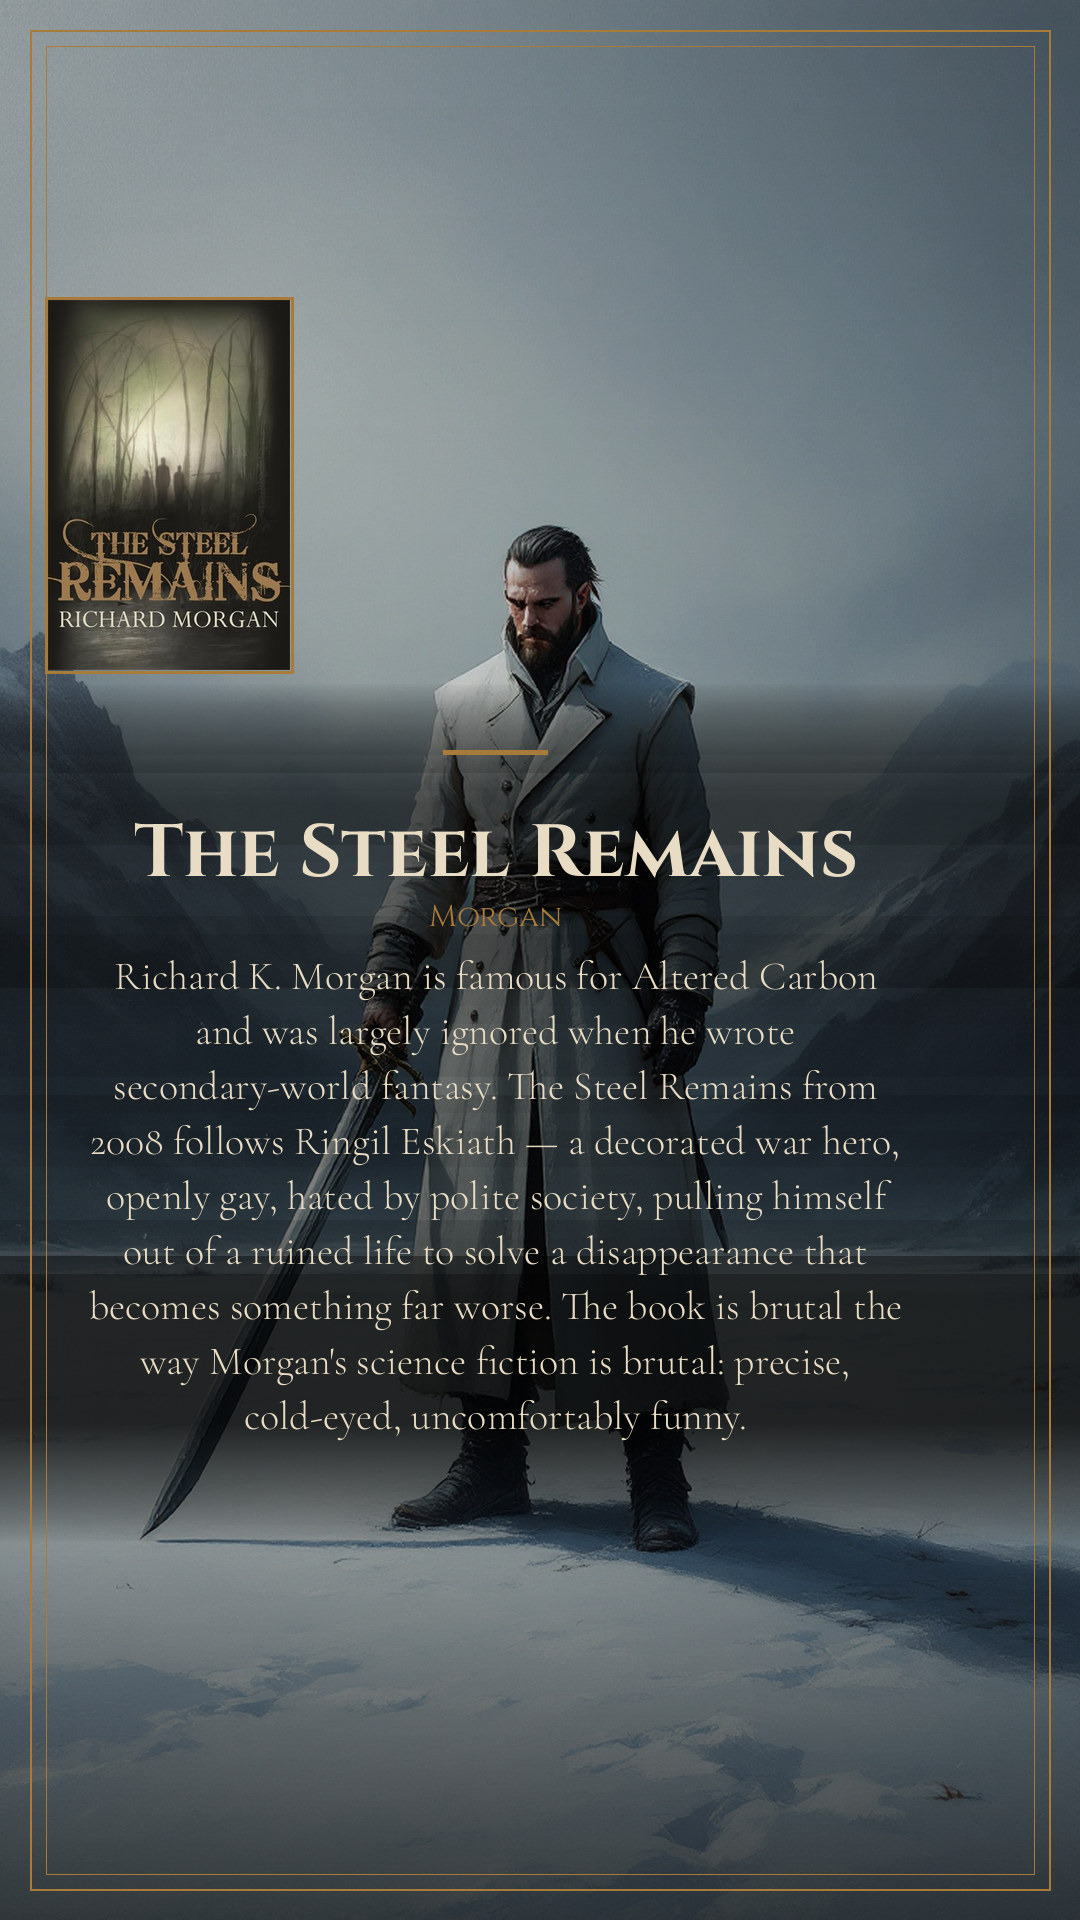 THE STEEL
REMAINS
RICHARD MORGAN
The Steel Remains
Morgan
Richard K. Morgan is famous for Altered Carbon
and was largely ignored when he wrote
secondary-world fantasy. The Steel Remains from
2008 follows Ringil Eskiath — a decorated war hero,
openly gay, hated by polite society, pulling himself
out of a ruined life to solve a disappearance that
becomes something far worse. The book is brutal the
way Morgan's science fiction is brutal: precise,
cold-eyed, uncomfortably funny.